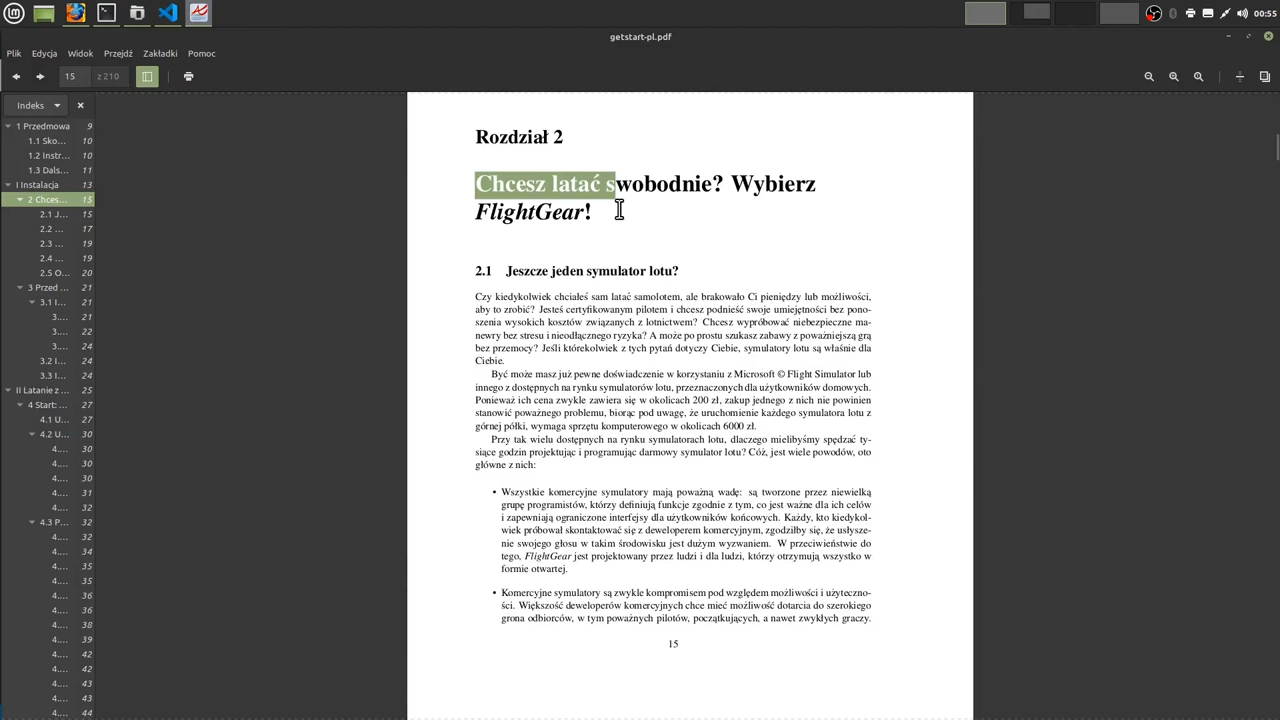 00:55
getstart-pl.pdf
Plik Edycja Widok Przejdź Zakładki Pomoc
15 z 210
Indeks
1 Przedmowa 9
1.1 Sko... 10
1.2 Instr... 10
1.3 Dals... 11
I Instalacja 13
2 Chces... 15
2.1 J... 15
2.2 ... 17
2.3 ... 19
2.4 ... 19
2.5 O... 20
3 Przed ... 21
3.1 I... 21
3.... 21
3.... 22
3.... 24
3.2 I... 24
3.3 I... 24
II Latanie z ... 25
4 Start: ... 27
4.1 U... 27
4.2 U... 30
4.... 30
4.... 30
4.... 30
4.... 31
4.... 32
4.3 P... 32
4.... 32
4.... 34
4.... 35
4.... 35
4.... 36
4.... 36
4.... 38
4.... 39
4.... 42
4.... 42
4.... 43
4.... 43
4.... 44
Rozdział 2
Chcesz latać swobodnie? Wybierz
FlightGear!
2.1 Jeszcze jeden symulator lotu?
Czy kiedykolwiek chciałeś sam latać samolotem, ale brakowało Ci pieniędzy lub możliwości,
aby to zrobić? Jesteś certyfikowanym pilotem i chcesz podnieść swoje umiejętności bez pono-
szenia wysokich kosztów związanych z lotnictwem? Chcesz wypróbować niebezpieczne ma-
newry bez stresu i nieodłącznego ryzyka? A może po prostu szukasz zabawy z poważniejszą grą
bez przemocy? Jeśli którekolwiek z tych pytań dotyczy Ciebie, symulatory lotu są właśnie dla
Ciebie.
Być może masz już pewne doświadczenie w korzystaniu z Microsoft © Flight Simulator lub
innego z dostępnych na rynku symulatorów lotu, przeznaczonych dla użytkowników domowych.
Ponieważ ich cena zwykle zawiera się w okolicach 200 zł, zakup jednego z nich nie powinien
stanowić poważnego problemu, biorąc pod uwagę, że uruchomienie każdego symulatora lotu z
górnej półki, wymaga sprzętu komputerowego w okolicach 6000 zł.
Przy tak wielu dostępnych na rynku symulatorach lotu, dlaczego mielibyśmy spędzać ty-
siące godzin projektując i programując darmowy symulator lotu? Cóż, jest wiele powodów, oto
główne z nich:
• Wszystkie komercyjne symulatory mają poważną wadę: są tworzone przez niewielką
grupę programistów, którzy definiują funkcje zgodnie z tym, co jest ważne dla ich celów
i zapewniają ograniczone interfejsy dla użytkowników końcowych. Każdy, kto kiedykol-
wiek próbował skontaktować się z deweloperem komercyjnym, zgodziłby się, że usłysze-
nie swojego głosu w takim środowisku jest dużym wyzwaniem. W przeciwieństwie do
tego, FlightGear jest projektowany przez ludzi i dla ludzi, którzy otrzymują wszystko w
formie otwartej.
• Komercyjne symulatory są zwykle kompromisem pod względem możliwości i użyteczno-
ści. Większość deweloperów komercyjnych chce mieć możliwość dotarcia do szerokiego
grona odbiorców, w tym poważnych pilotów, początkujących, a nawet zwykłych graczy.
15